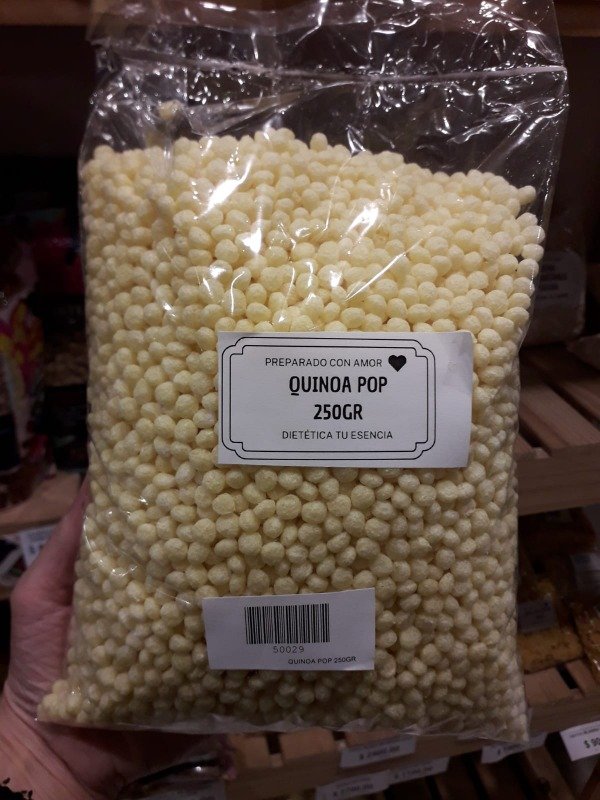 PREPARADO CON AMOR
QUINOA POP
250GR
DIETÉTICA TU ESENCIA
50029
QUINOA POP 250GR